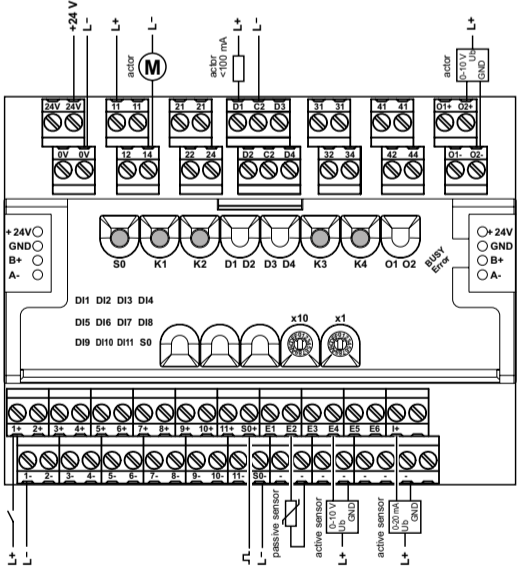 +24 V L- L+ L- L+ L- L+
actor
actor
<100 mA
actor
M
0-10 V
Ub
GND
24V 24V 11 11 21 21 D1 C2 D3 31 31 41 41 O1+ O2+
0V 0V 12 14 22 24 D2 C2 D4 32 34 42 44 O1- O2-
+ 24V
GND
B+
A-
+ 24V
GND
B+
A-
S0 K1 K2 D1 D2 D3 D4 K3 K4 O1 O2 BUSY
Error
DI1 DI2 DI3 DI4
DI5 DI6 DI7 DI8
DI9 DI10 DI11 S0
x10 x1
1+ 2+ 3+ 4+ 5+ 6+ 7+ 8+ 9+ 10+ 11+ S0+ E1 E2 E3 E4 E5 E6 I+
1- 2- 3- 4- 5- 6- 7- 8- 9- 10- 11- S0- - - - - - - -
passive sensor
active sensor
0-10 V
Ub
GND
active sensor
0-20 mA
Ub
GND
L+ L- L- L+ L+